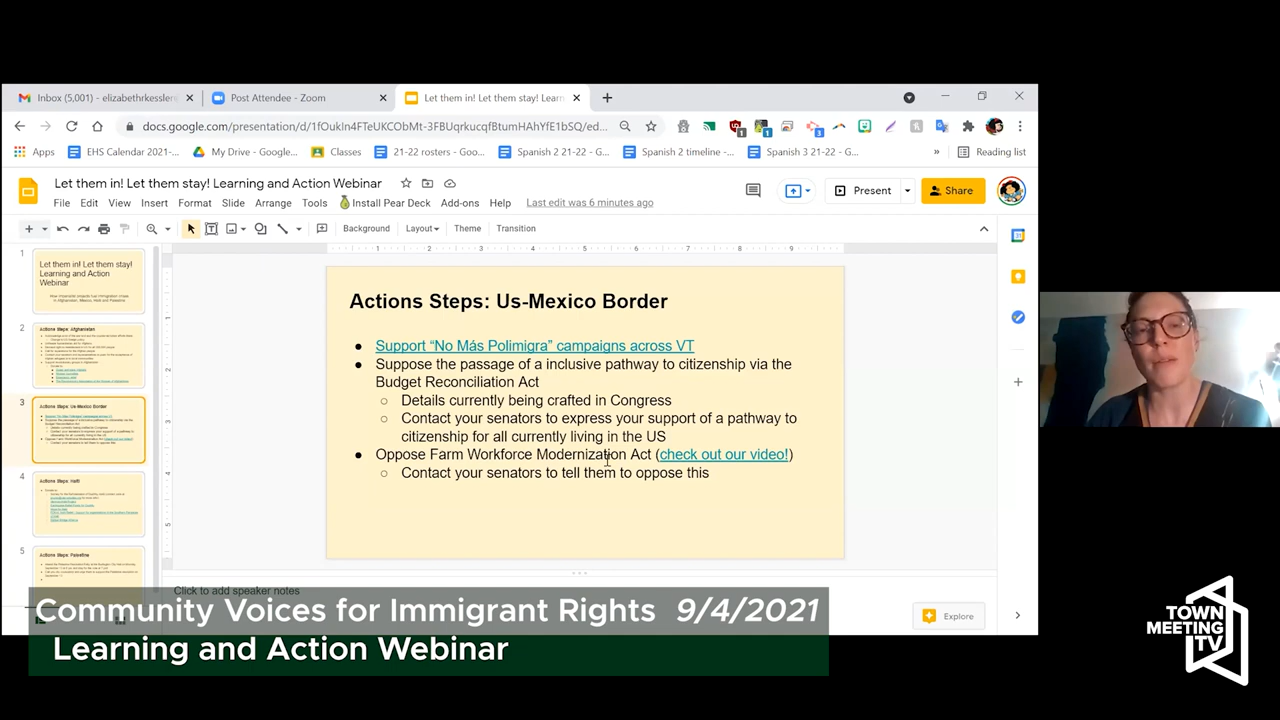 Inbox (5,001) - elizabethrkessler
Post Attendee - Zoom
Let them in! Let them stay! Learn
docs.google.com/presentation/d/1fOukIn4FTeUKCObMt-3FBUqrkucqfBtumHAhYfE1bSQ/ed...
Apps
EHS Calendar 2021-...
My Drive - Google...
Classes
21-22 rosters - Goo...
Spanish 2 21-22 - G...
Spanish 2 timeline -...
Spanish 3 21-22 - G...
»
Reading list
Let them in! Let them stay! Learning and Action Webinar
File Edit View Insert Format Slide Arrange Install Pear Deck Add-ons Help Last edit was 6 minutes ago
Present
Share
Background Layout Theme Transition
1
Let them in! Let them stay!
Learning and Action
Webinar
2
Actions Steps: Afghanistan
3
Actions Steps: Us-Mexico Border
4
Actions Steps: Haiti
5
Actions Steps: Palestine
Actions Steps: Us-Mexico Border
● Support “No Más Polimigra” campaigns across VT
● Suppose the passage of a inclusive pathway to citizenship via the
Budget Reconciliation Act
○ Details currently being crafted in Congress
○ Contact your senators to express your support of a pathway to
citizenship for all currently living in the US
● Oppose Farm Workforce Modernization Act (check out our video!)
○ Contact your senators to tell them to oppose this
Click to add speaker notes
Explore
Community Voices for Immigrant Rights 9/4/2021
Learning and Action Webinar
TOWN
MEETING
TV